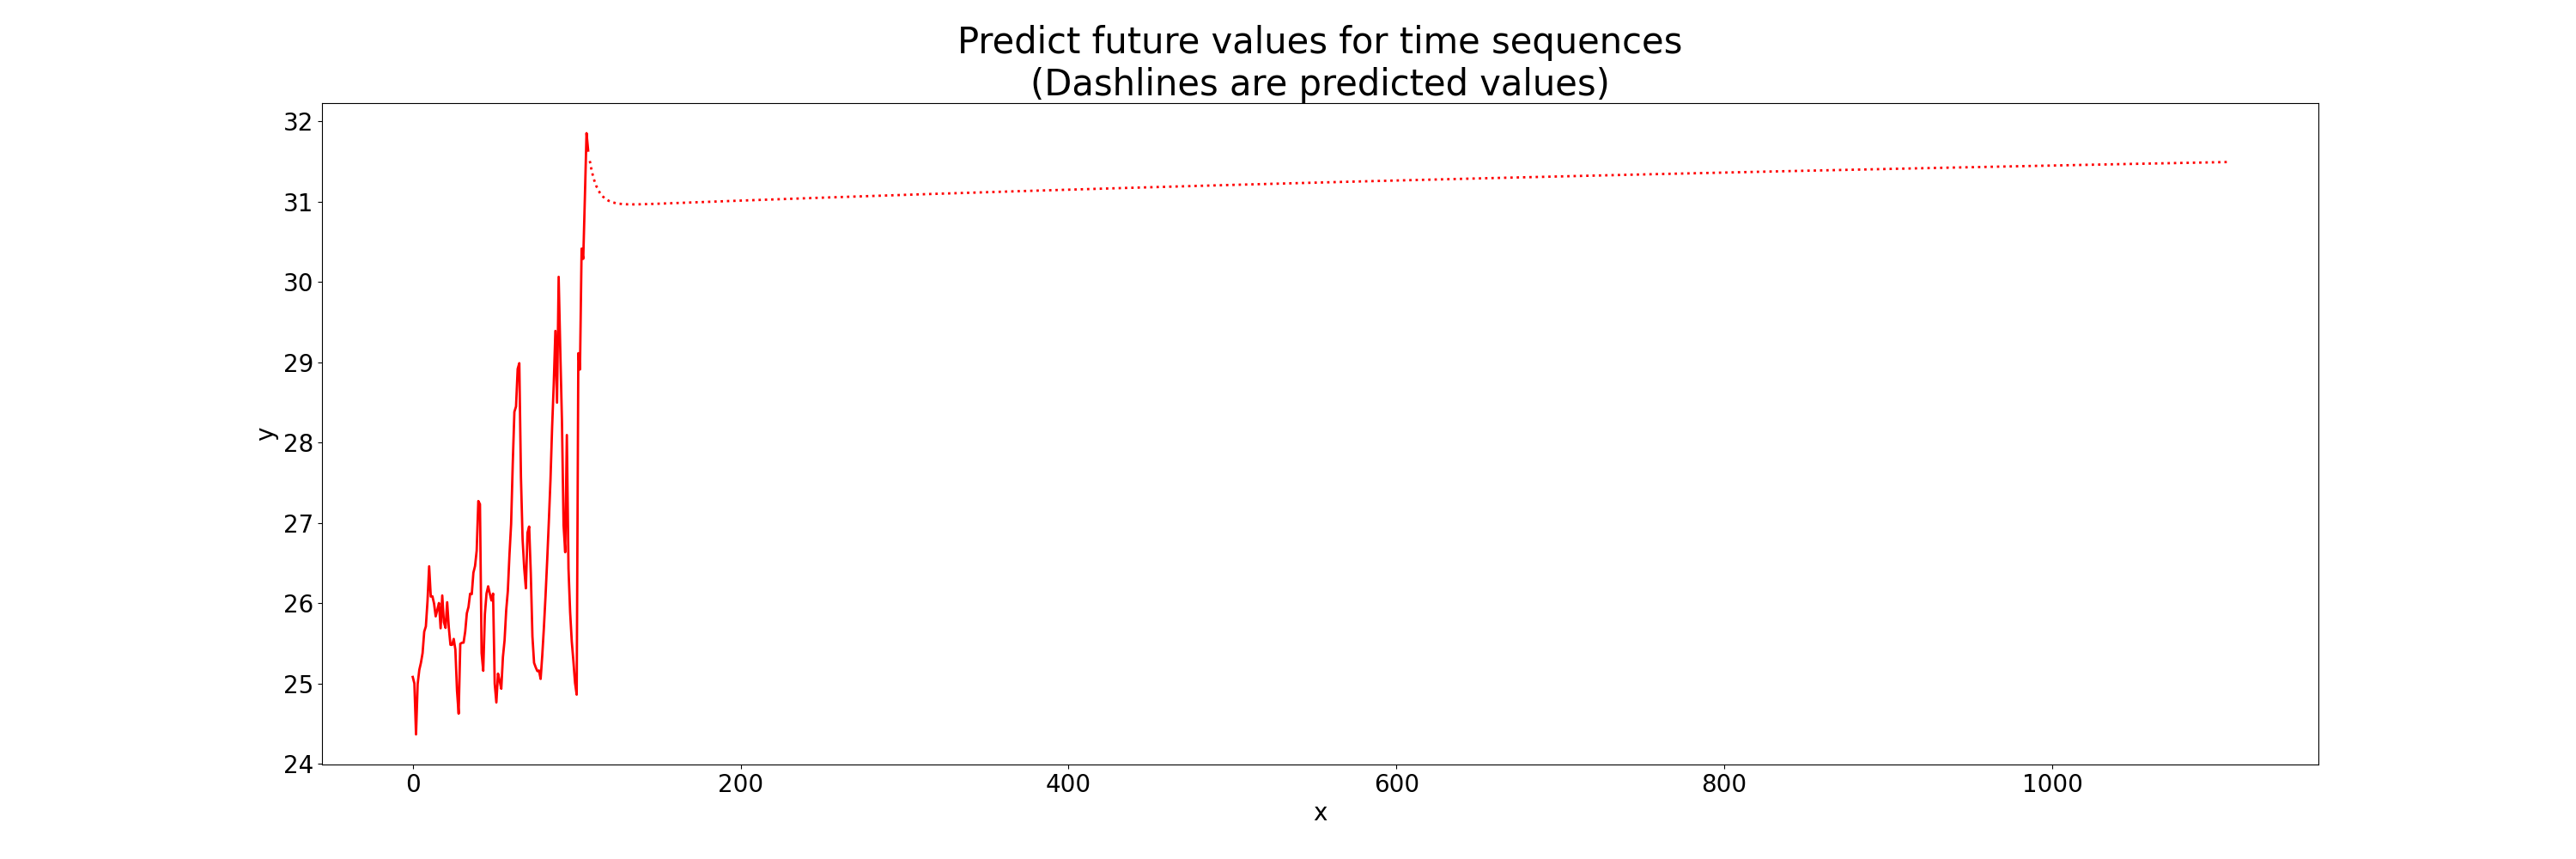 Predict future values for time sequences
(Dashlines are predicted values)
32
31
30
29
28
27
26
25
24
y
0 200 400 600 800 1000
x